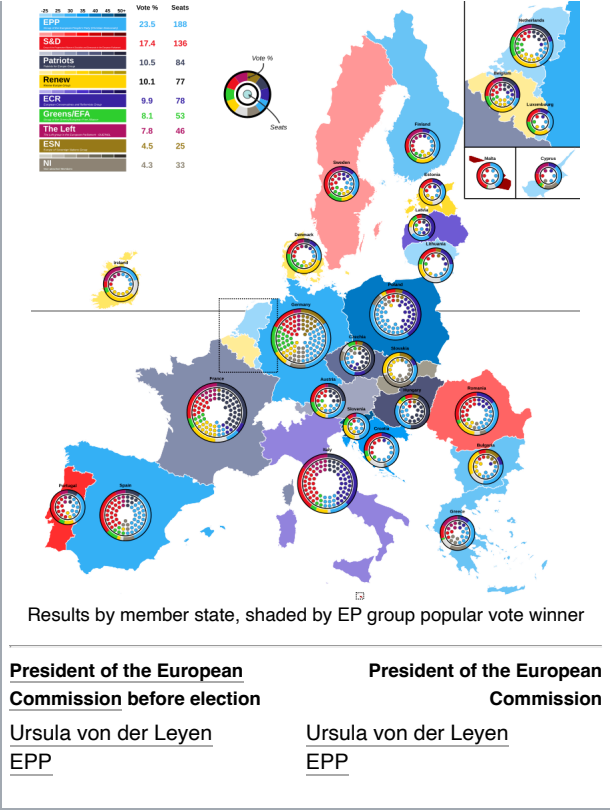 Vote % Seats
-25 25 30 35 40 45 50+
EPP 23.5 188
S&D 17.4 136
Patriots 10.5 84
Renew 10.1 77
ECR 9.9 78
Greens/EFA 8.1 53
The Left 7.8 46
ESN 4.5 25
NI 4.3 33
Vote %
Seats
Netherlands
Belgium
Luxembourg
Malta
Cyprus
Finland
Sweden
Estonia
Latvia
Lithuania
Denmark
Ireland
Poland
Germany
Czechia
Slovakia
France
Austria
Hungary
Romania
Slovenia
Croatia
Italy
Bulgaria
Portugal
Spain
Greece
Results by member state, shaded by EP group popular vote winner
President of the European
Commission before election
Ursula von der Leyen
EPP
President of the European
Commission
Ursula von der Leyen
EPP